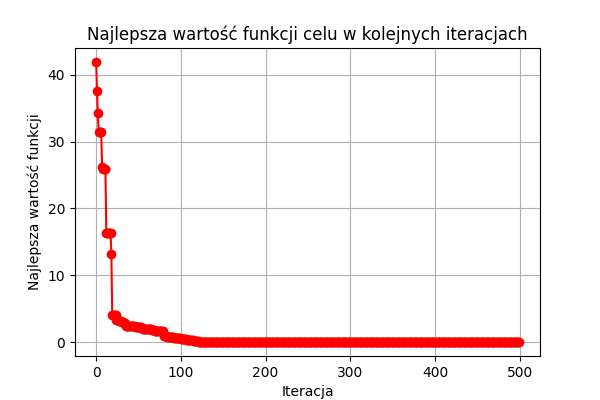 Najlepsza wartość funkcji celu w kolejnych iteracjach
40
30
20
10
0
Najlepsza wartość funkcji
0 100 200 300 400 500
Iteracja